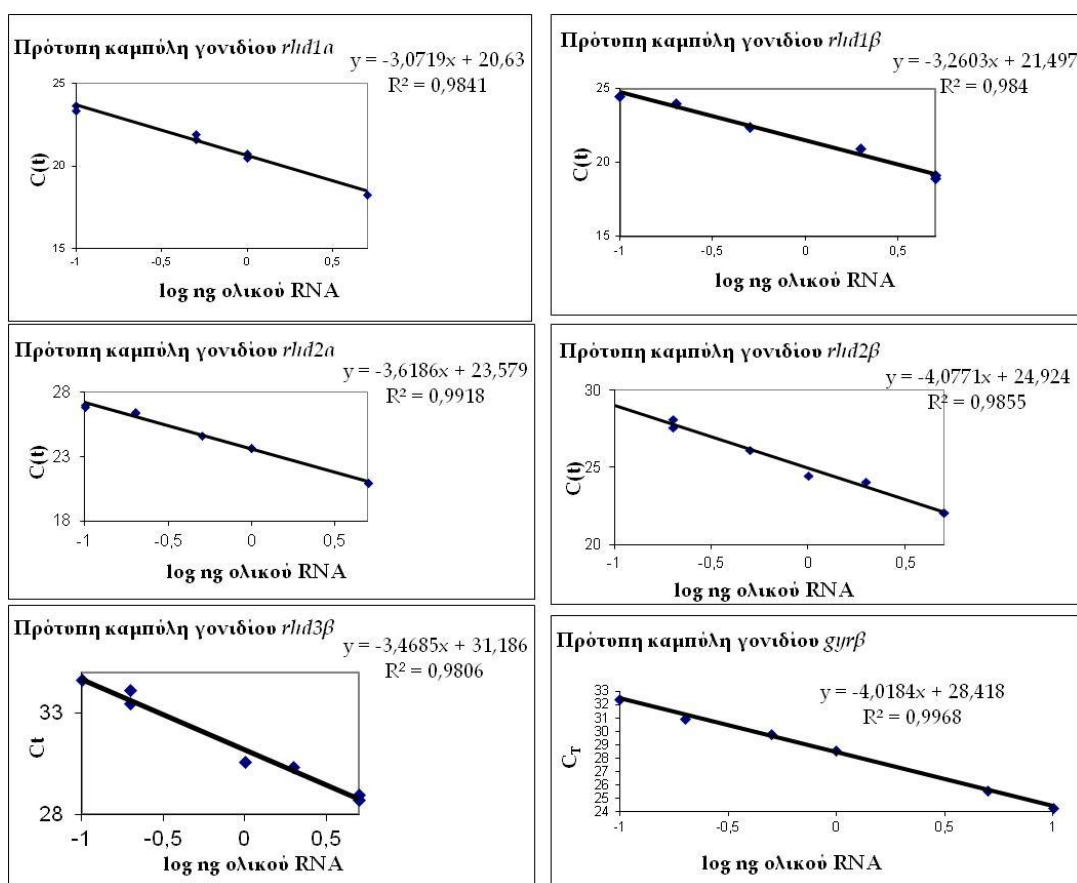 Πρότυπη καμπύλη γονιδίου rhd1α
y = -3,0719x + 20,63
R² = 0,9841
25
20
15
C(t)
-1
-0,5
0
0,5
log ng ολικού RNA
Πρότυπη καμπύλη γονιδίου rhd1β
y = -3,2603x + 21,497
R² = 0,984
25
20
15
C(t)
-1
-0,5
0
0,5
log ng ολικού RNA
Πρότυπη καμπύλη γονιδίου rhd2α
y = -3,6186x + 23,579
R² = 0,9918
28
23
18
C(t)
-1
-0,5
0
0,5
log ng ολικού RNA
Πρότυπη καμπύλη γονιδίου rhd2β
y = -4,0771x + 24,924
R² = 0,9855
30
25
20
C(t)
-1
-0,5
0
0,5
log ng ολικού RNA
Πρότυπη καμπύλη γονιδίου rhd3β
y = -3,4685x + 31,186
R² = 0,9806
33
28
Ct
-1
0
0,5
log ng ολικού RNA
Πρότυπη καμπύλη γονιδίου gyrβ
y = -4,0184x + 28,418
R² = 0,9968
33
32
31
30
29
28
27
26
25
24
C_T
-1
-0,5
0
0,5
1
log ng ολικού RNA